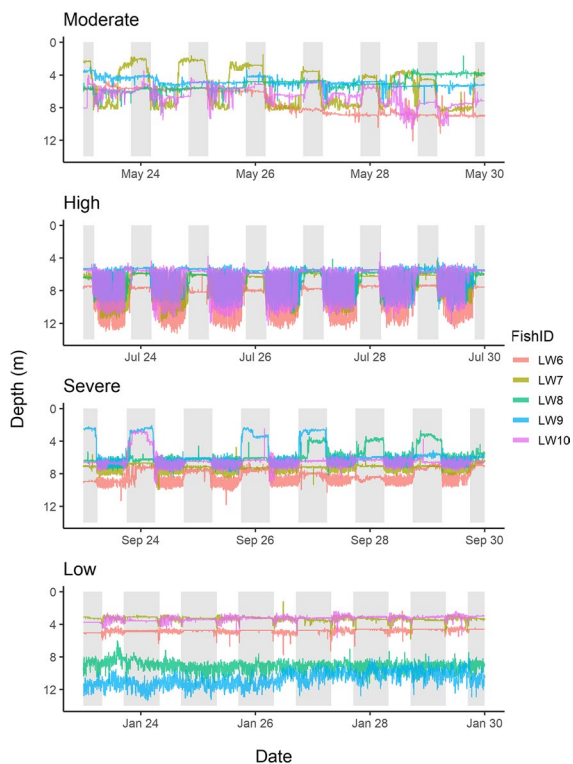 Moderate
0
4
8
12
May 24
May 26
May 28
May 30
High
0
4
8
12
Jul 24
Jul 26
Jul 28
Jul 30
Severe
0
4
8
12
Sep 24
Sep 26
Sep 28
Sep 30
Low
0
4
8
12
Jan 24
Jan 26
Jan 28
Jan 30
Depth (m)
Date
FishID
LW6
LW7
LW8
LW9
LW10